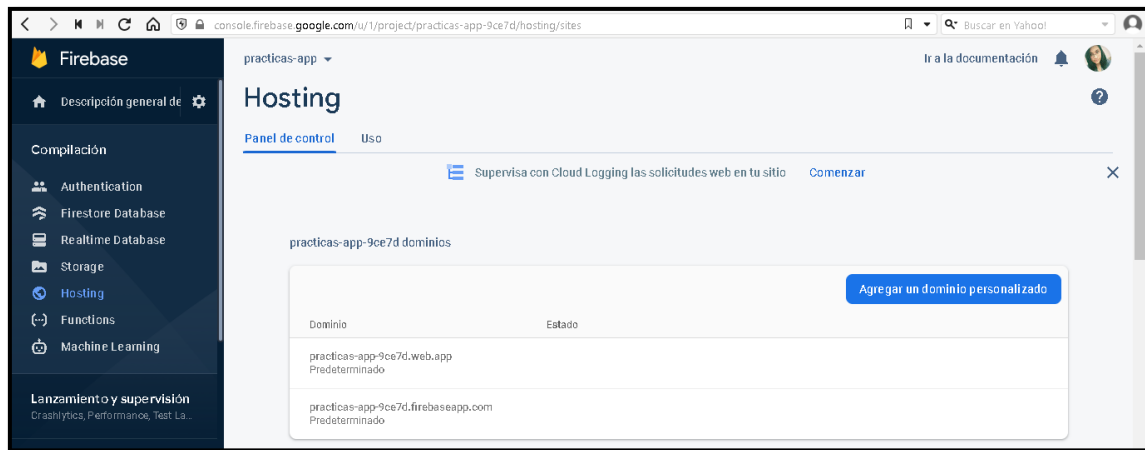 console.firebase.google.com/u/1/project/practicas-app-9ce7d/hosting/sites
Buscar en Yahoo!
Firebase
practicas-app
Ir a la documentación
Descripción general de
Hosting
Panel de control Uso
Compilación
Supervisa con Cloud Logging las solicitudes web en tu sitio Comenzar
Authentication
Firestore Database
Realtime Database
Storage
Hosting
Functions
Machine Learning
Lanzamiento y supervisión
Crashlytics, Performance, Test La...
practicas-app-9ce7d dominios
Agregar un dominio personalizado
Dominio Estado
practicas-app-9ce7d.web.app
Predeterminado
practicas-app-9ce7d.firebaseapp.com
Predeterminado